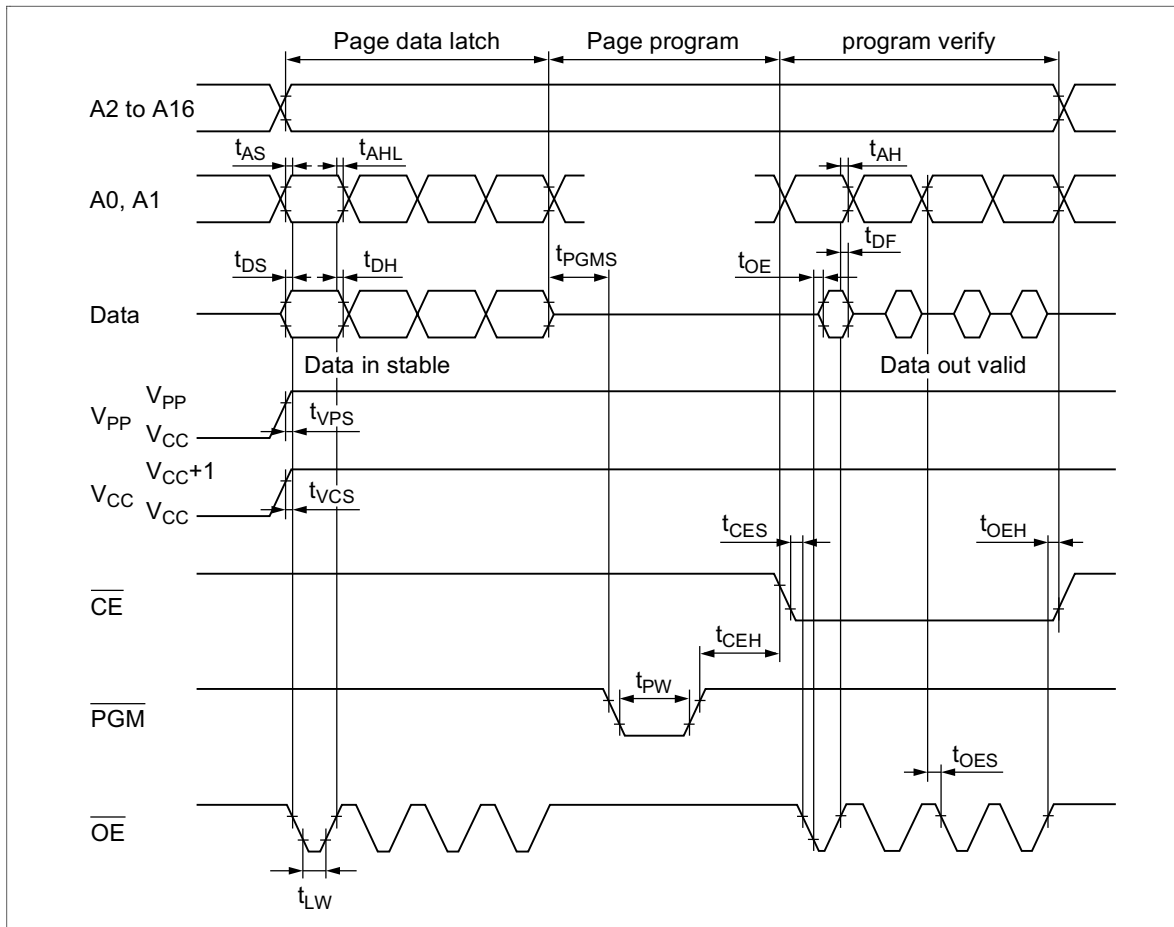 Page data latch Page program program verify
A2 to A16
tAS tAHL tAH
A0, A1
tDS tDH tPGMS tOE tDF
Data
Data in stable Data out valid
VPP VPP
VCC
tVPS
VCC VCC+1
VCC
tVCS
tCES tOEH
CE
tCEH
tPW
PGM
tOES
OE
tLW